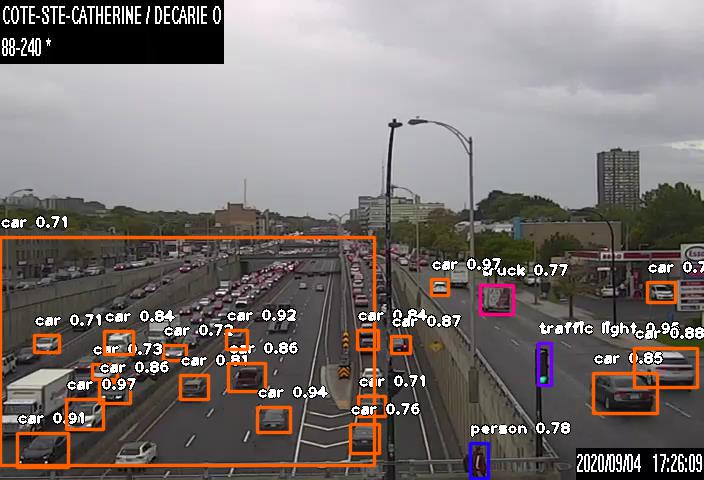 COTE-STE-CATHERINE / DECARIE O
88-240 *
car 0.71
car 0.97
truck 0.77
car 0.7
car 0.71
car 0.84
car 0.92
car 0.84
car 0.87
traffic light 0.95
car 0.88
car 0.73
car 0.86
car 0.81
car 0.86
car 0.85
car 0.97
car 0.94
car 0.71
car 0.76
car 0.91
person 0.78
2020/09/04 17:26:09